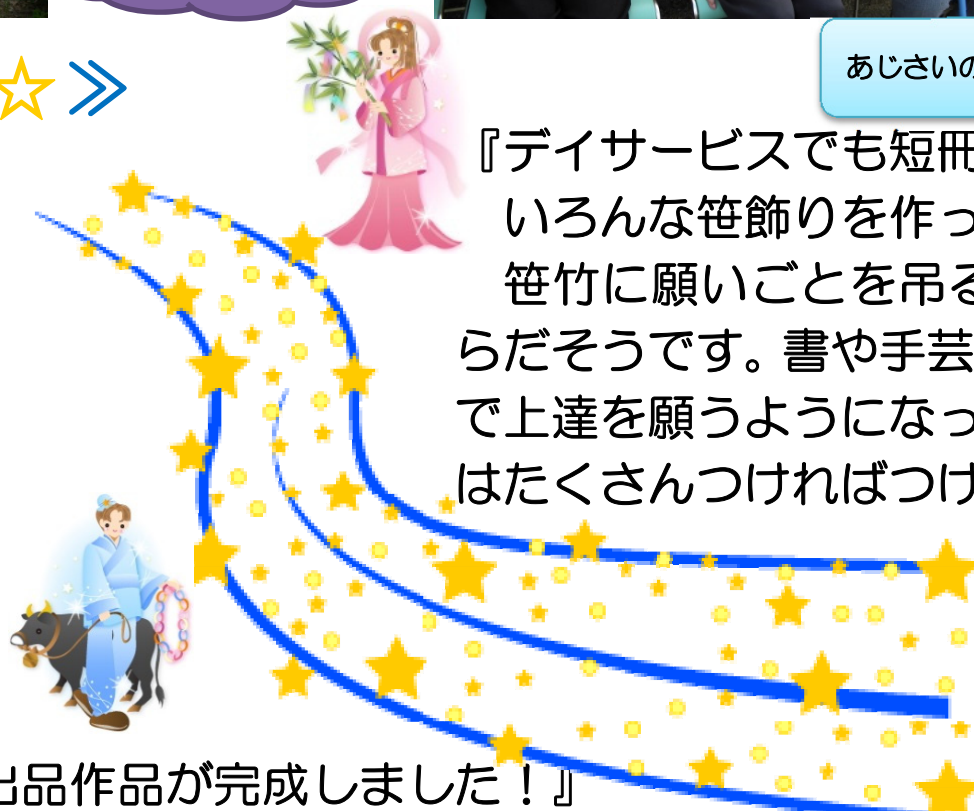 ☆≫
あじさいの
『デイサービスでも短冊
いろんな笹飾りを作っ
笹竹に願いごとを吊る
らだそうです。書や手芸
で上達を願うようになっ
はたくさんつければつけ
出品作品が完成しました！』